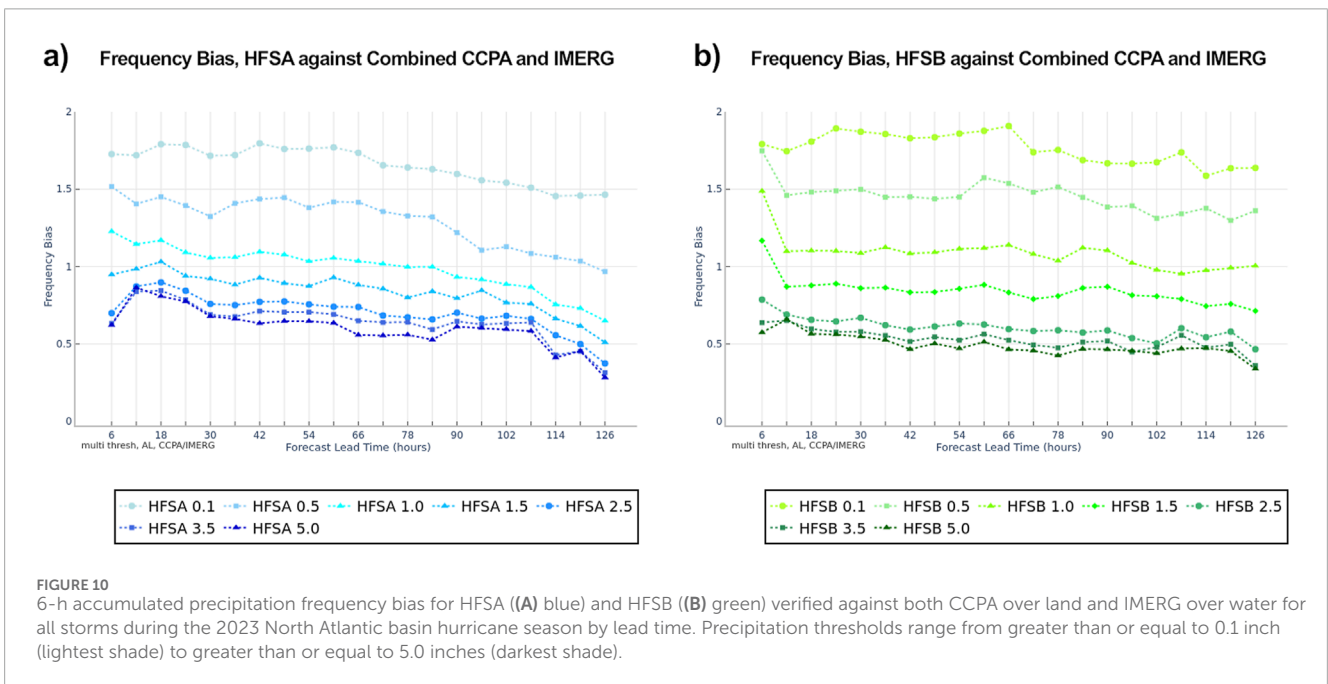 a) Frequency Bias, HFSA against Combined CCPA and IMERG
2
1.5
1
0.5
0
Frequency Bias
6 18 30 42 54 66 78 90 102 114 126
multi thresh, AL, CCPA/IMERG
Forecast Lead Time (hours)
HFSA 0.1 HFSA 0.5 HFSA 1.0 HFSA 1.5 HFSA 2.5
HFSA 3.5 HFSA 5.0
b) Frequency Bias, HFSB against Combined CCPA and IMERG
2
1.5
1
0.5
0
Frequency Bias
6 18 30 42 54 66 78 90 102 114 126
multi thresh, AL, CCPA/IMERG
Forecast Lead Time (hours)
HFSB 0.1 HFSB 0.5 HFSB 1.0 HFSB 1.5 HFSB 2.5
HFSB 3.5 HFSB 5.0
FIGURE 10
6-h accumulated precipitation frequency bias for HFSA ((A) blue) and HFSB ((B) green) verified against both CCPA over land and IMERG over water for
all storms during the 2023 North Atlantic basin hurricane season by lead time. Precipitation thresholds range from greater than or equal to 0.1 inch
(lightest shade) to greater than or equal to 5.0 inches (darkest shade).